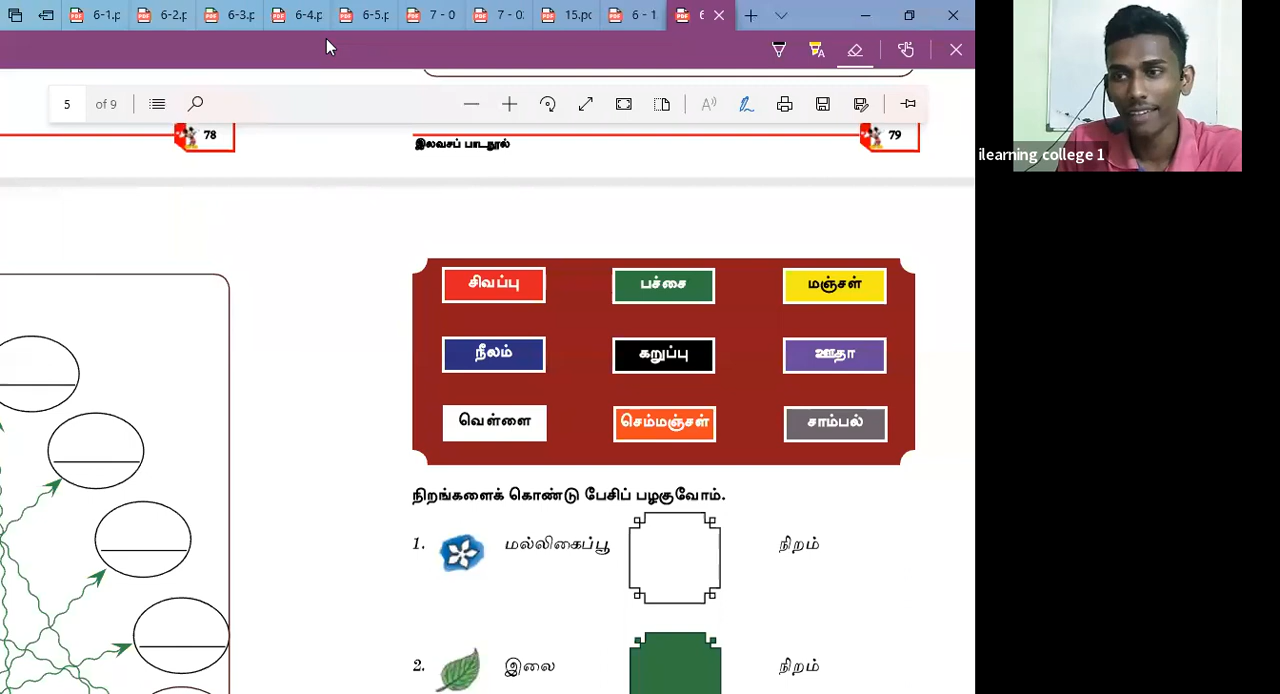 6-1.p 6-2.p 6-3.p 6-4.p 6-5.p 7 - 0 7 - 0 15.pd 6 - 1 6
5 of 9
ilearning college 1
78
79
இலவசப் பாடநூல்
சிவப்பு பச்சை மஞ்சள்
நீலம் கறுப்பு ஊதா
வெள்ளை செம்மஞ்சள் சாம்பல்
நிறங்களைக் கொண்டு பேசிப் பழகுவோம்.
1. மல்லிகைப்பூ நிறம்
2. இலை நிறம்